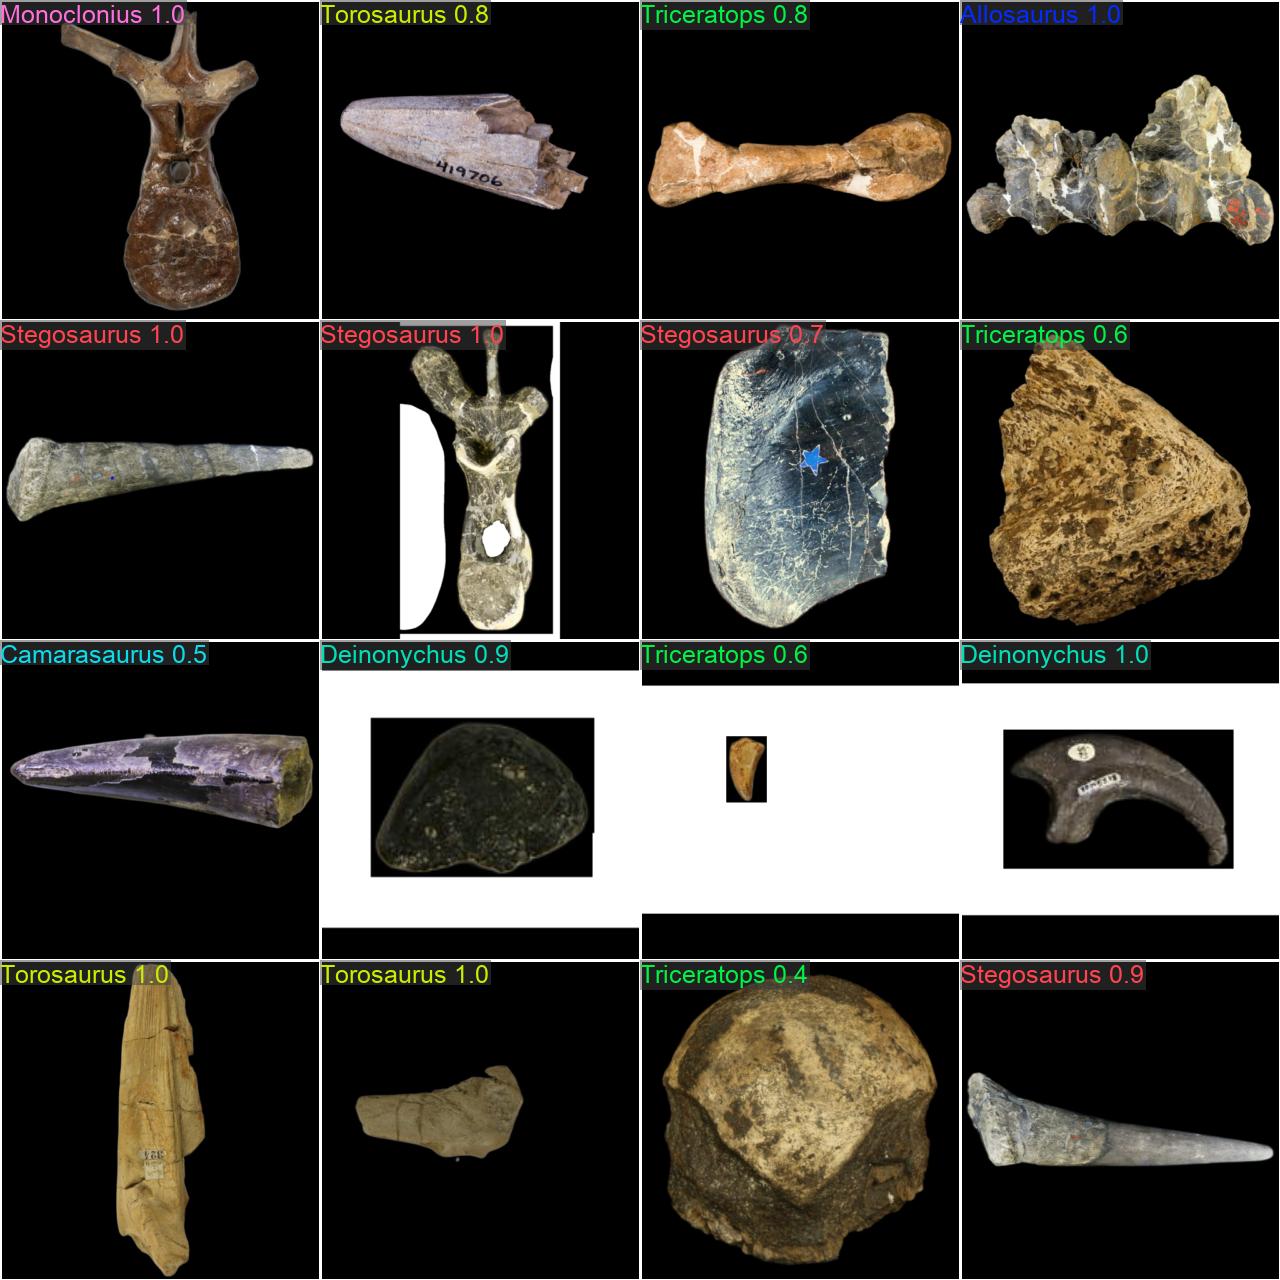 Monoclonius 1.0
Torosaurus 0.8
Triceratops 0.8
Allosaurus 1.0
419706
Stegosaurus 1.0
Stegosaurus 1.0
Stegosaurus 0.7
Triceratops 0.6
Camarasaurus 0.5
Deinonychus 0.9
Triceratops 0.6
Deinonychus 1.0
Torosaurus 1.0
Torosaurus 1.0
Triceratops 0.4
Stegosaurus 0.9